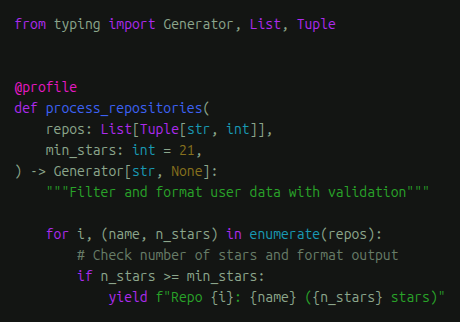 from typing import Generator, List, Tuple
@profile
def process_repositories(
    repos: List[Tuple[str, int]],
    min_stars: int = 21,
) -> Generator[str, None]:
    """Filter and format user data with validation"""
    for i, (name, n_stars) in enumerate(repos):
        # Check number of stars and format output
        if n_stars >= min_stars:
            yield f"Repo {i}: {name} ({n_stars} stars)"